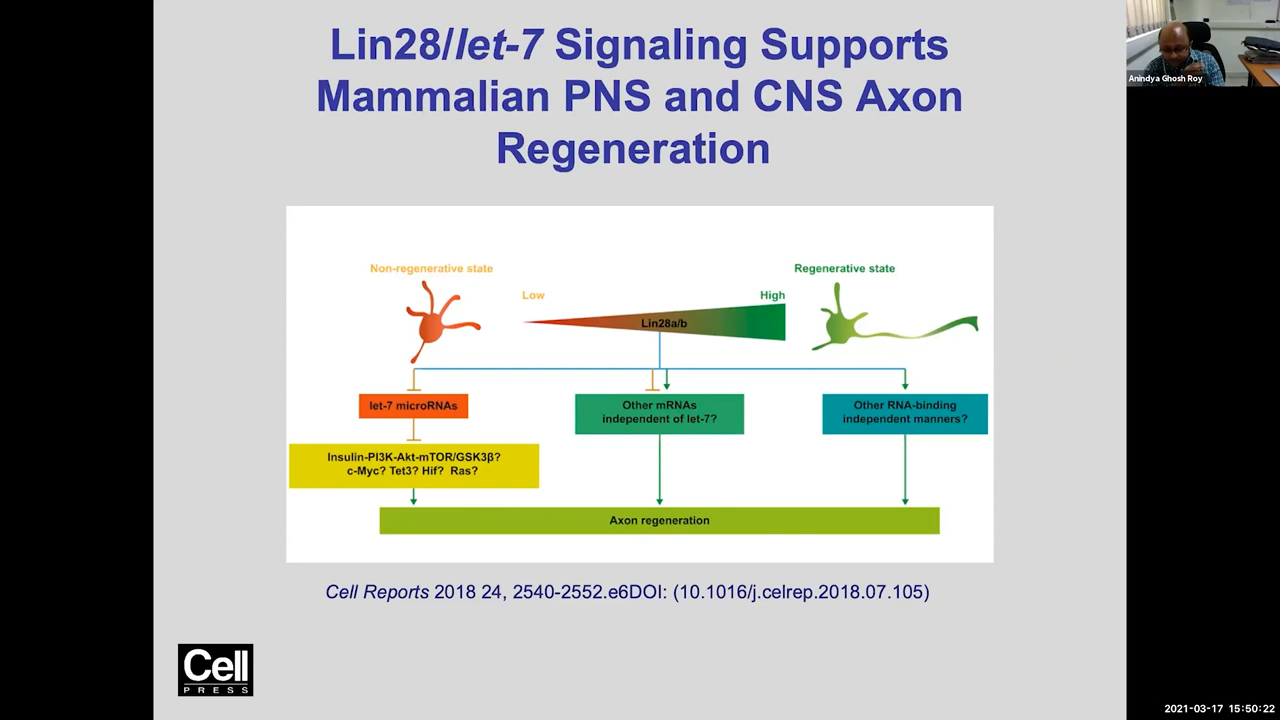 Lin28/let-7 Signaling Supports
Mammalian PNS and CNS Axon
Regeneration
Anindya Ghosh Roy
Non-regenerative state
Regenerative state
Low
High
Lin28a/b
let-7 microRNAs
Other mRNAs
independent of let-7?
Other RNA-binding
independent manners?
Insulin-PI3K-Akt-mTOR/GSK3β?
c-Myc? Tet3? Hif? Ras?
Axon regeneration
Cell Reports 2018 24, 2540-2552.e6DOI: (10.1016/j.celrep.2018.07.105)
Cell
PRESS
2021-03-17 15:50:22